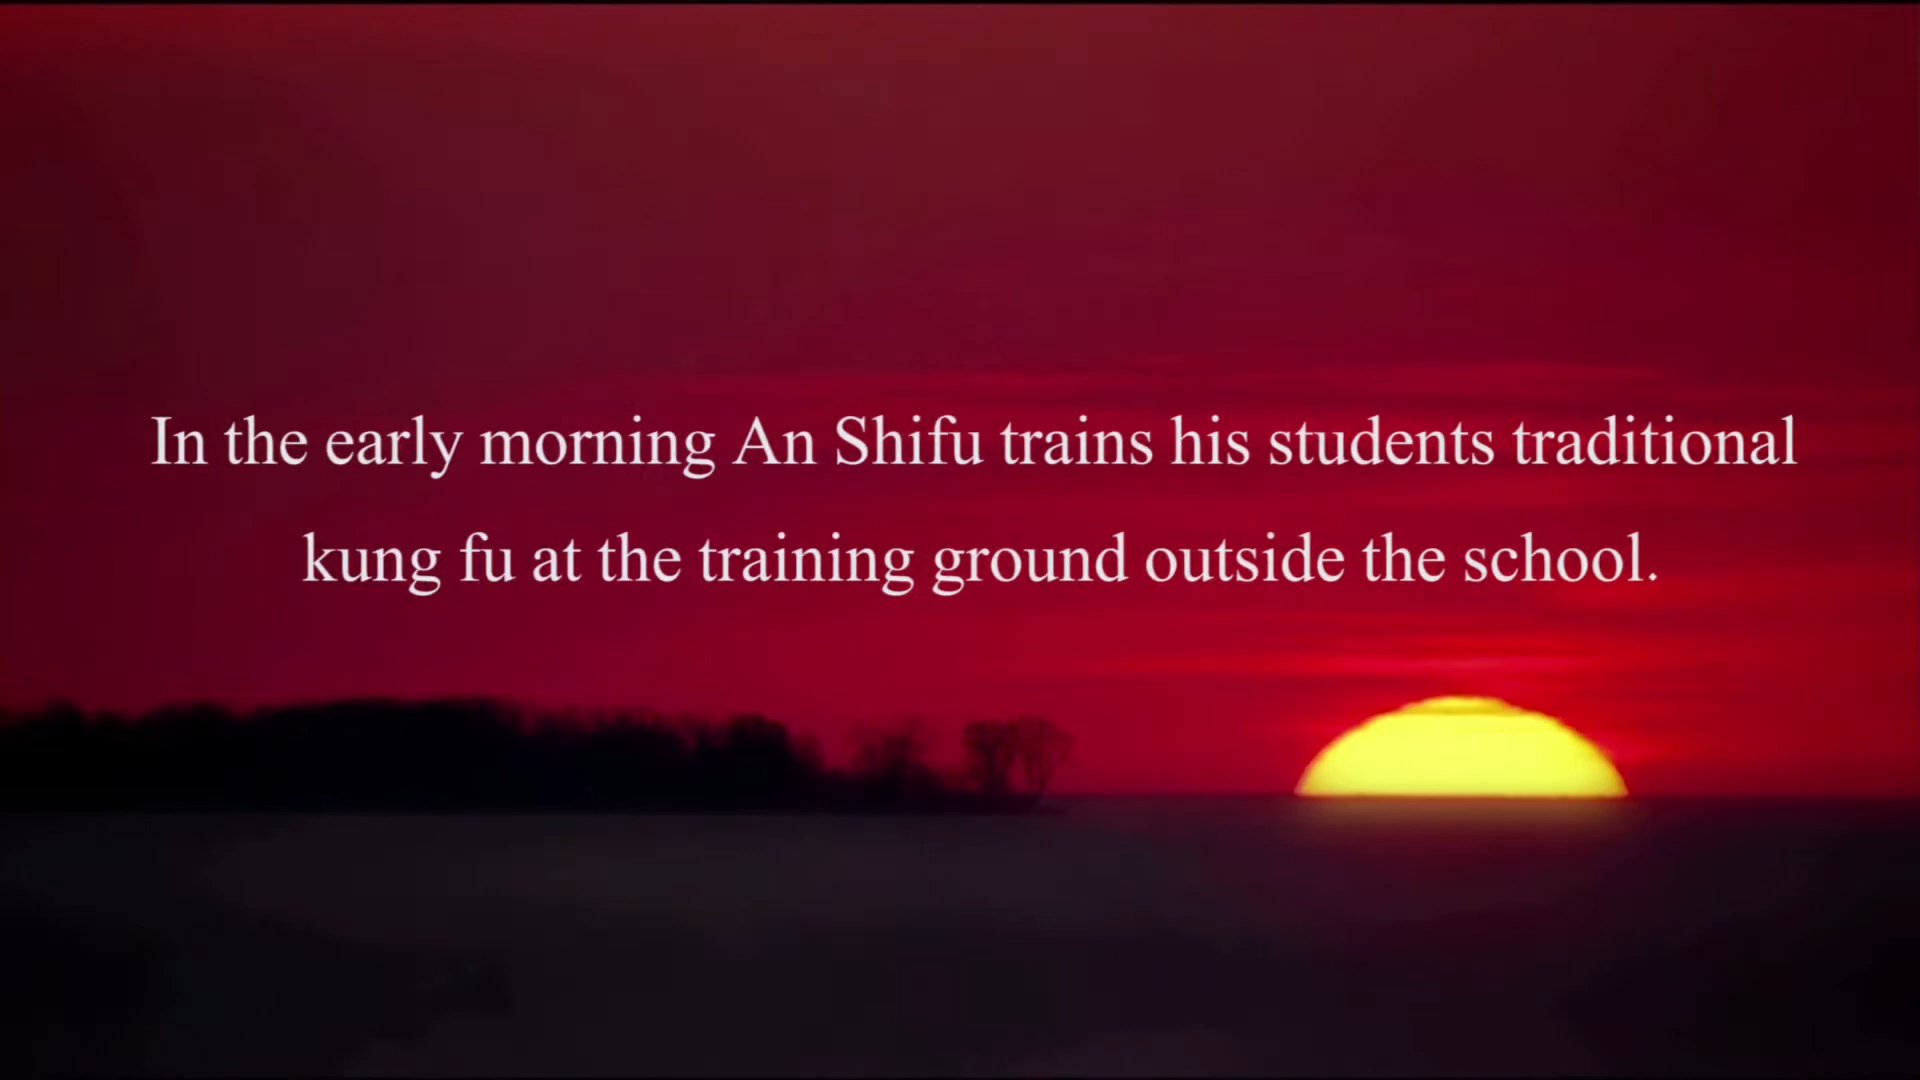 In the early morning An Shifu trains his students traditional
kung fu at the training ground outside the school.